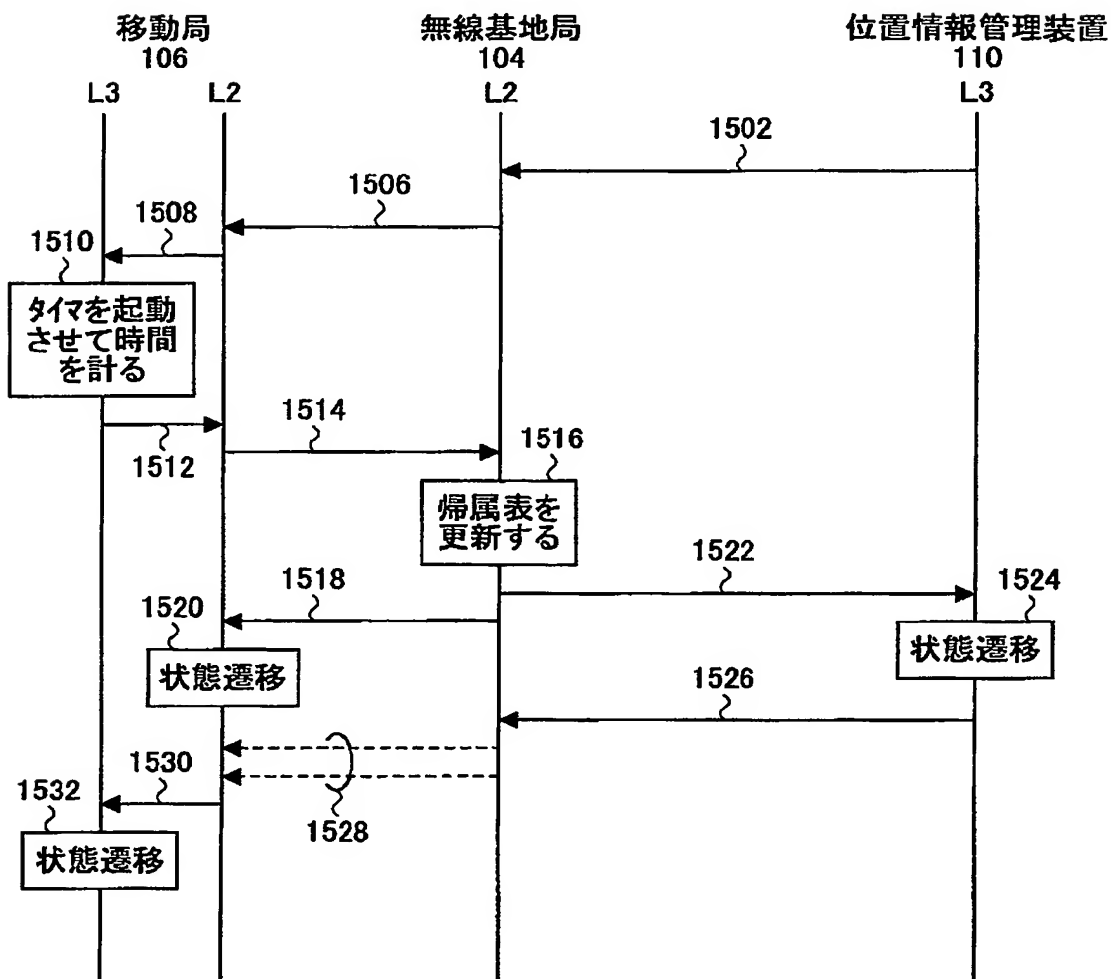 移動局
106
無線基地局
104
位置情報管理装置
110
L3
L2
L2
L3
1502
1506
1508
1510
タイマを起動
させて時間
を計る
1512
1514
1516
帰属表を
更新する
1522
1518
1524
1520
状態遷移
状態遷移
1526
1530
1528
1532
状態遷移